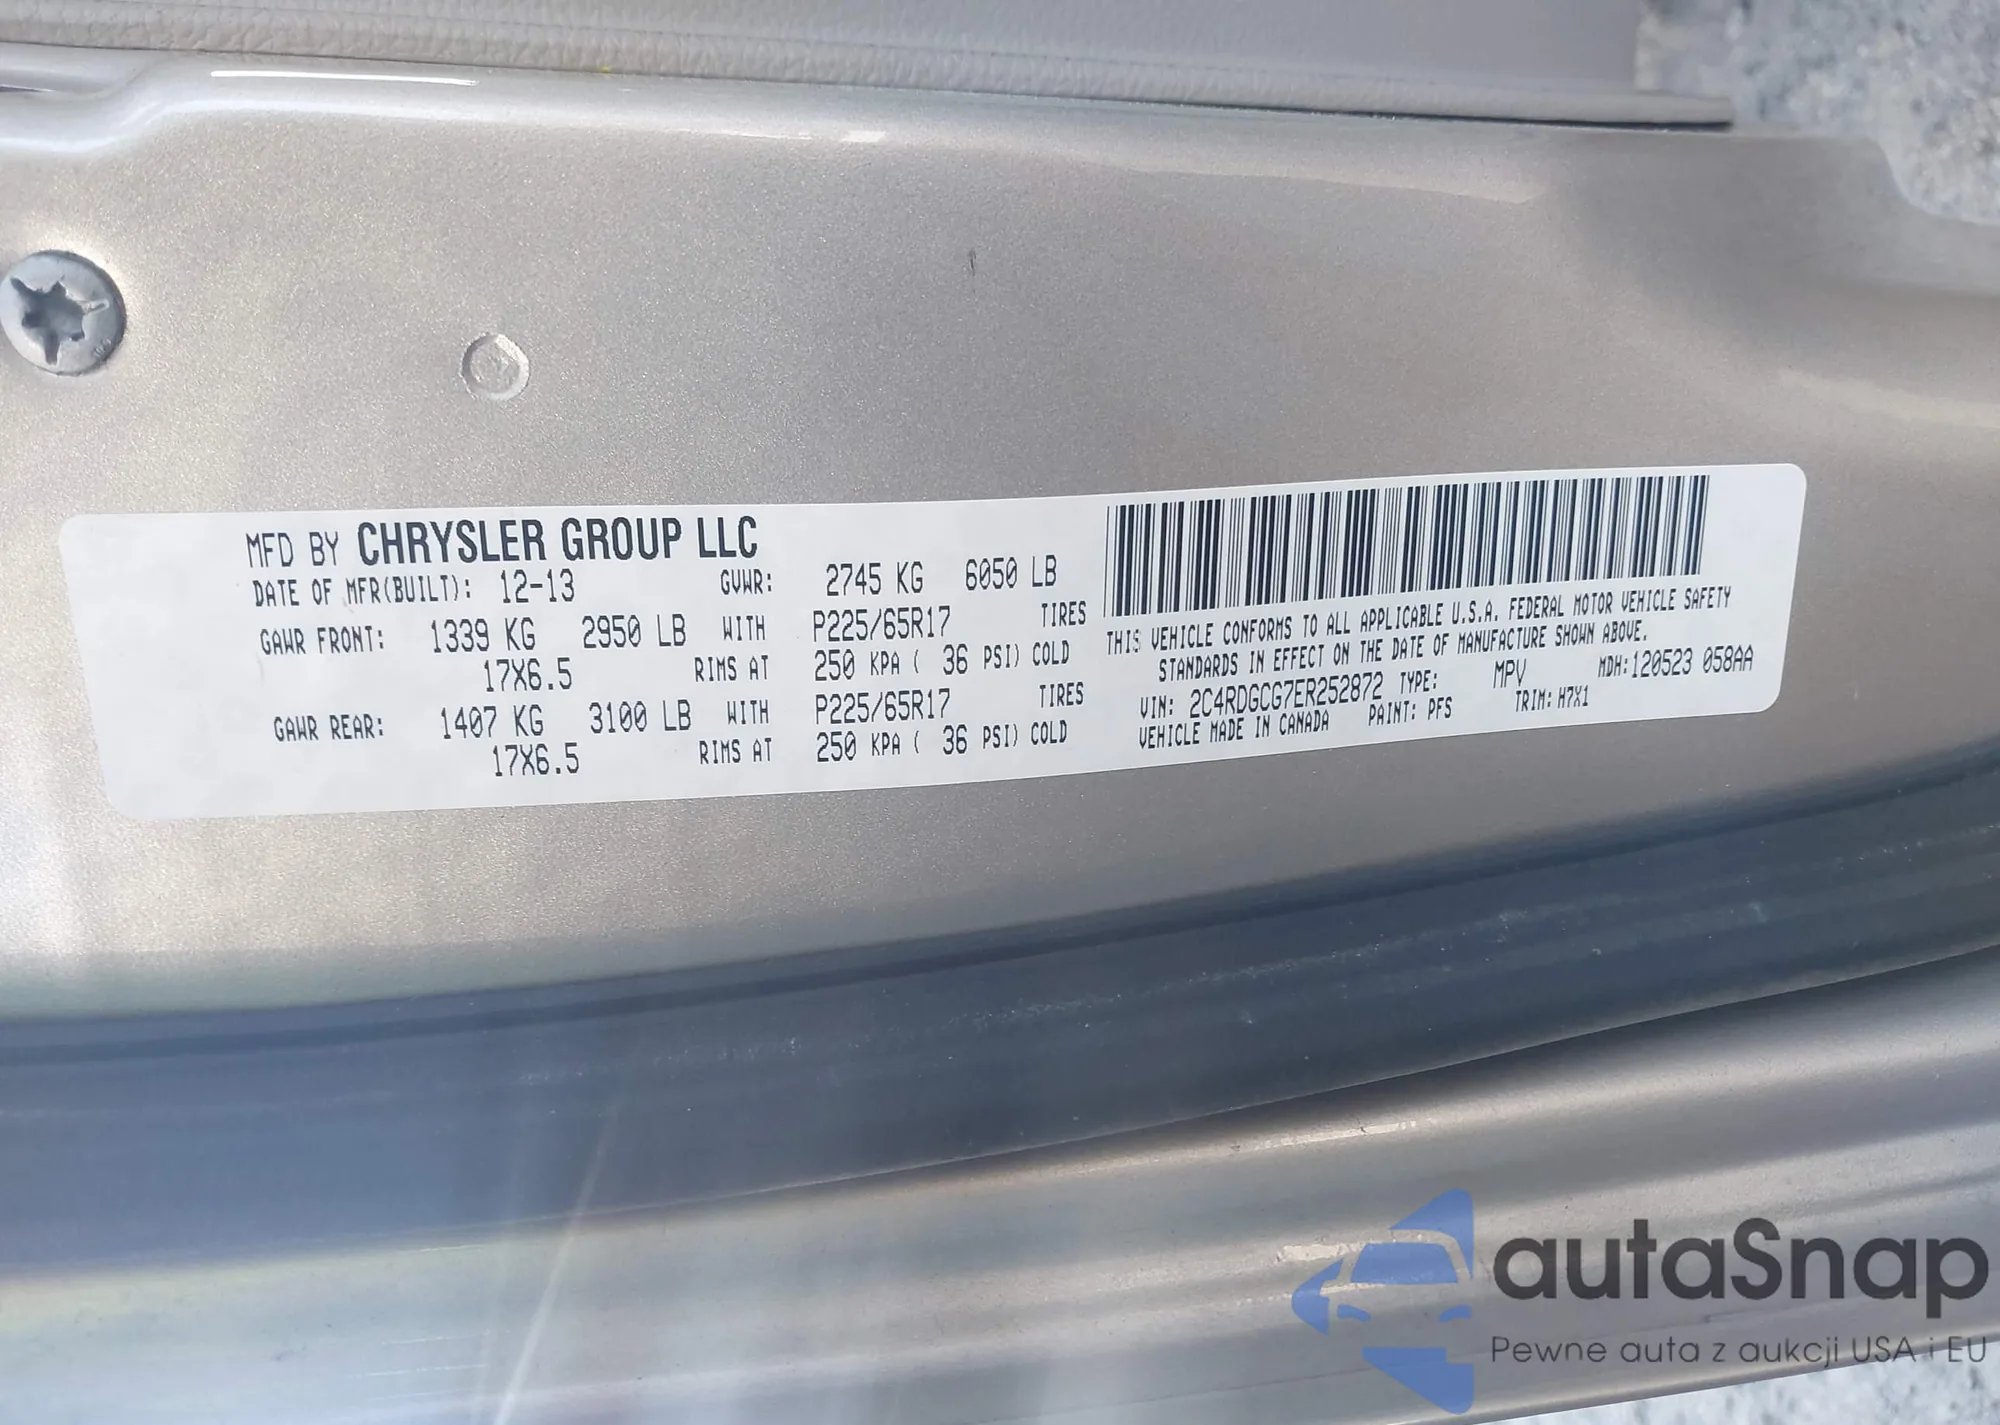 MFD BY CHRYSLER GROUP LLC
DATE OF MFR(BUILT): 12-13 GVWR: 2745 KG 6050 LB
GAWR FRONT: 1339 KG 2950 LB WITH P225/65R17 TIRES
17X6.5 RIMS AT 250 KPA ( 36 PSI) COLD
GAWR REAR: 1407 KG 3100 LB WITH P225/65R17 TIRES
17X6.5 RIMS AT 250 KPA ( 36 PSI) COLD
THIS VEHICLE CONFORMS TO ALL APPLICABLE U.S.A. FEDERAL MOTOR VEHICLE SAFETY
STANDARDS IN EFFECT ON THE DATE OF MANUFACTURE SHOWN ABOVE.
VIN: 2C4RDGCG7ER252872 TYPE: MPV MDH:120523 058AA
VEHICLE MADE IN CANADA PAINT: PFS TRIM: H7X1
autaSnap
Pewne auta z aukcji USA i EU